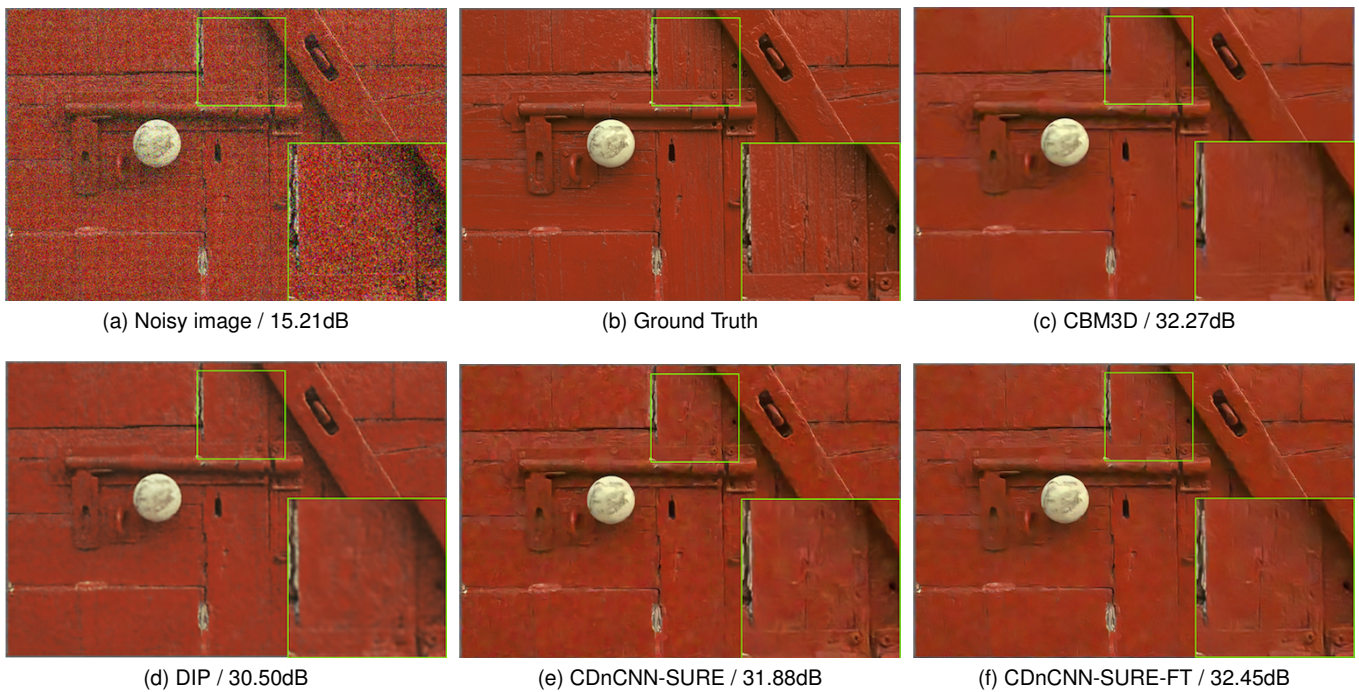 (a) Noisy image / 15.21dB
(b) Ground Truth
(c) CBM3D / 32.27dB
(d) DIP / 30.50dB
(e) CDnCNN-SURE / 31.88dB
(f) CDnCNN-SURE-FT / 32.45dB